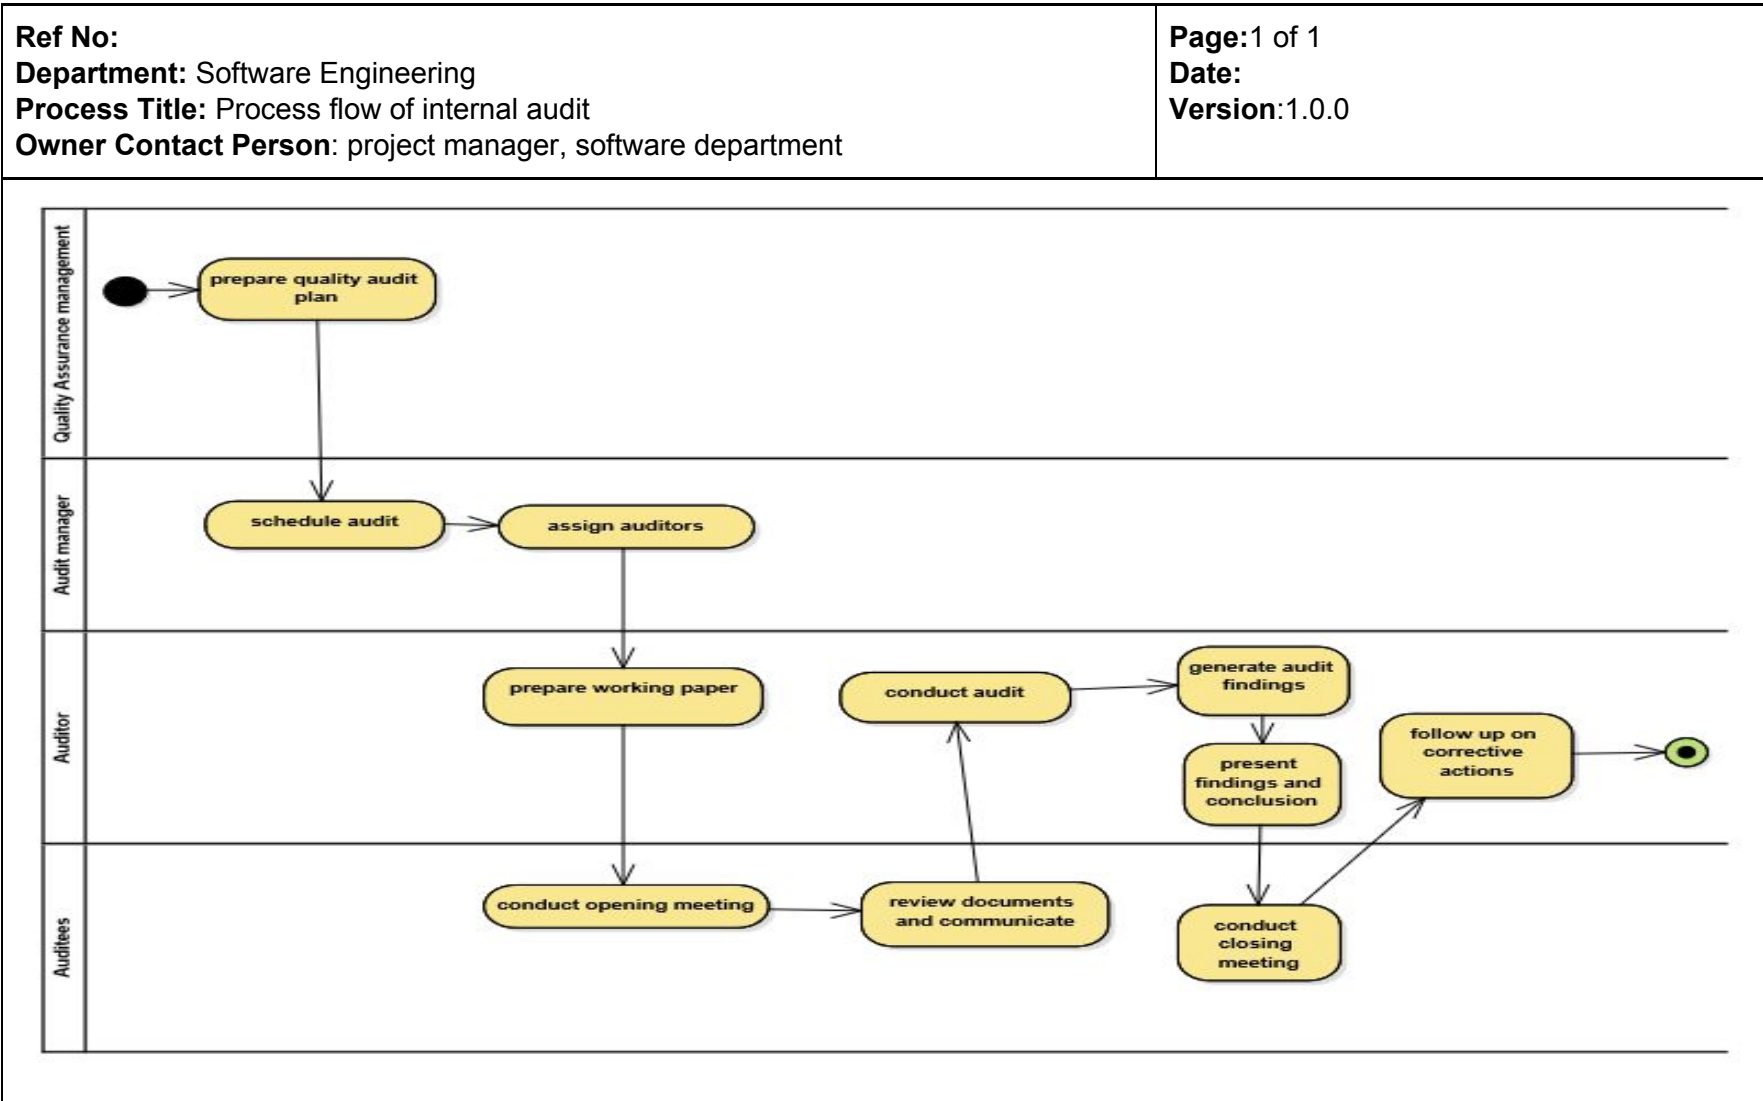 Ref No:
Department: Software Engineering
Process Title: Process flow of internal audit
Owner Contact Person: project manager, software department
Page:1 of 1
Date:
Version:1.0.0
Quality Assurance management
prepare quality audit
plan
Audit manager
schedule audit
assign auditors
Auditor
prepare working paper
conduct audit
generate audit
findings
present
findings and
conclusion
follow up on
corrective
actions
Auditees
conduct opening meeting
review documents
and communicate
conduct
closing
meeting